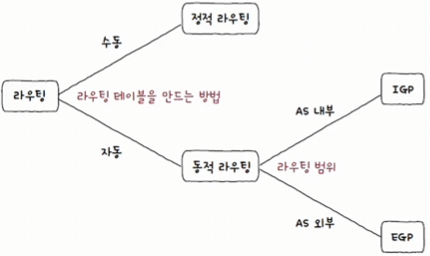 정적 라우팅
수동
라우팅
라우팅 테이블을 만드는 방법
IGP
AS 내부
자동
동적 라우팅
라우팅 범위
AS 외부
EGP